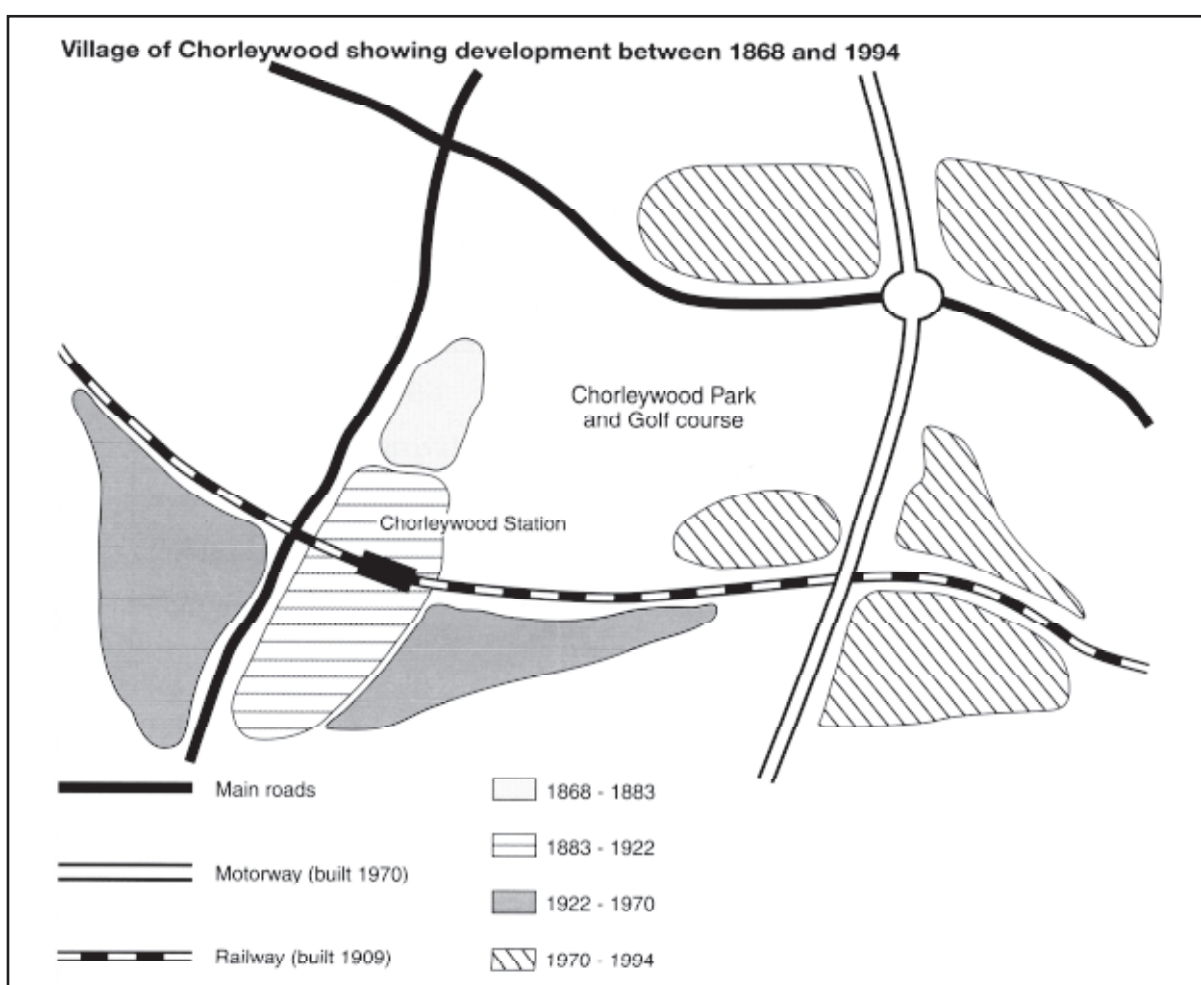 Village of Chorleywood showing development between 1868 and 1994
Chorleywood Park
and Golf course
Chorleywood Station
Main roads
Motorway (built 1970)
Railway (built 1909)
1868 - 1883
1883 - 1922
1922 - 1970
1970 - 1994